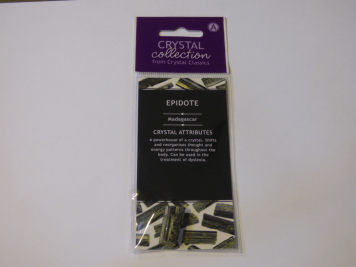 A
CRYSTAL
collection
from Crystal Classics
EPIDOTE
Madagascar
CRYSTAL ATTRIBUTES
A powerhouse of a crystal. Shifts
and reorganises thought and
energy patterns throughout the
body. Can be used in the
treatment of dyslexia.